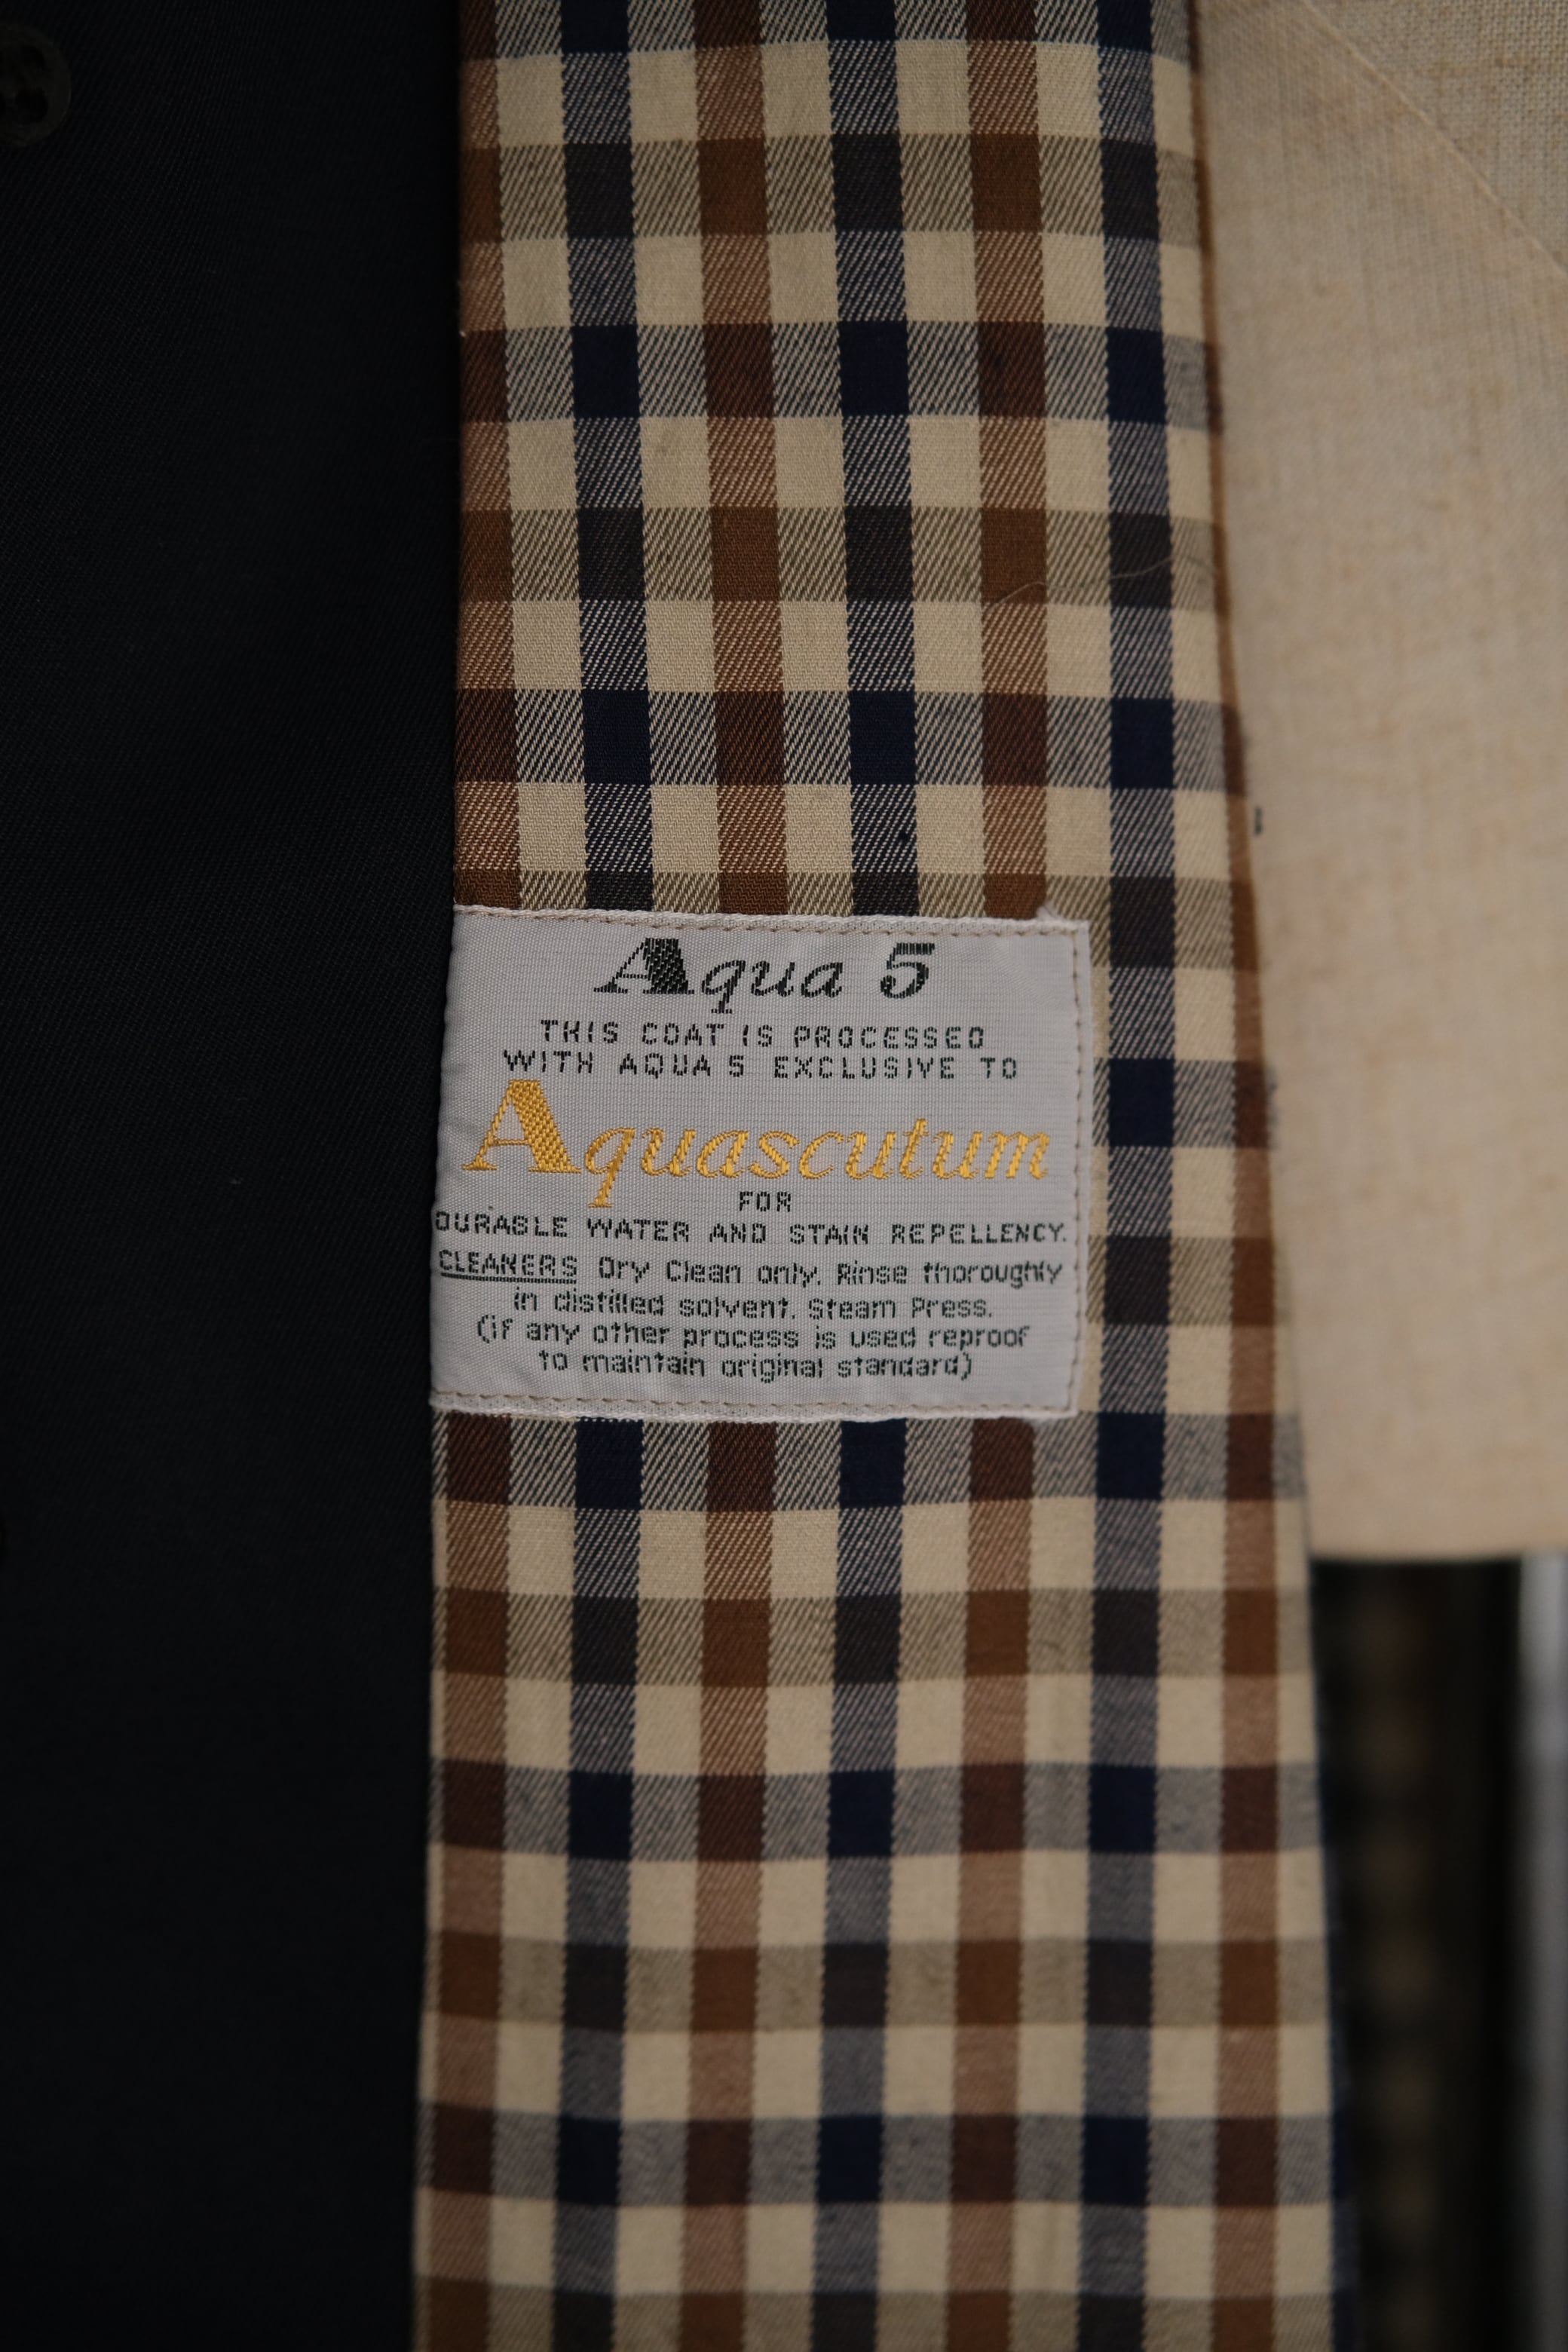 Aqua 5
THIS COAT IS PROCESSED
WITH AQUA 5 EXCLUSIVE TO
Aquascutum
FOR
DURABLE WATER AND STAIN REPELLENCY.
CLEANERS Dry Clean only. Rinse thoroughly
in distilled solvent. Steam Press.
(if any other process is used reproof
to maintain original standard)